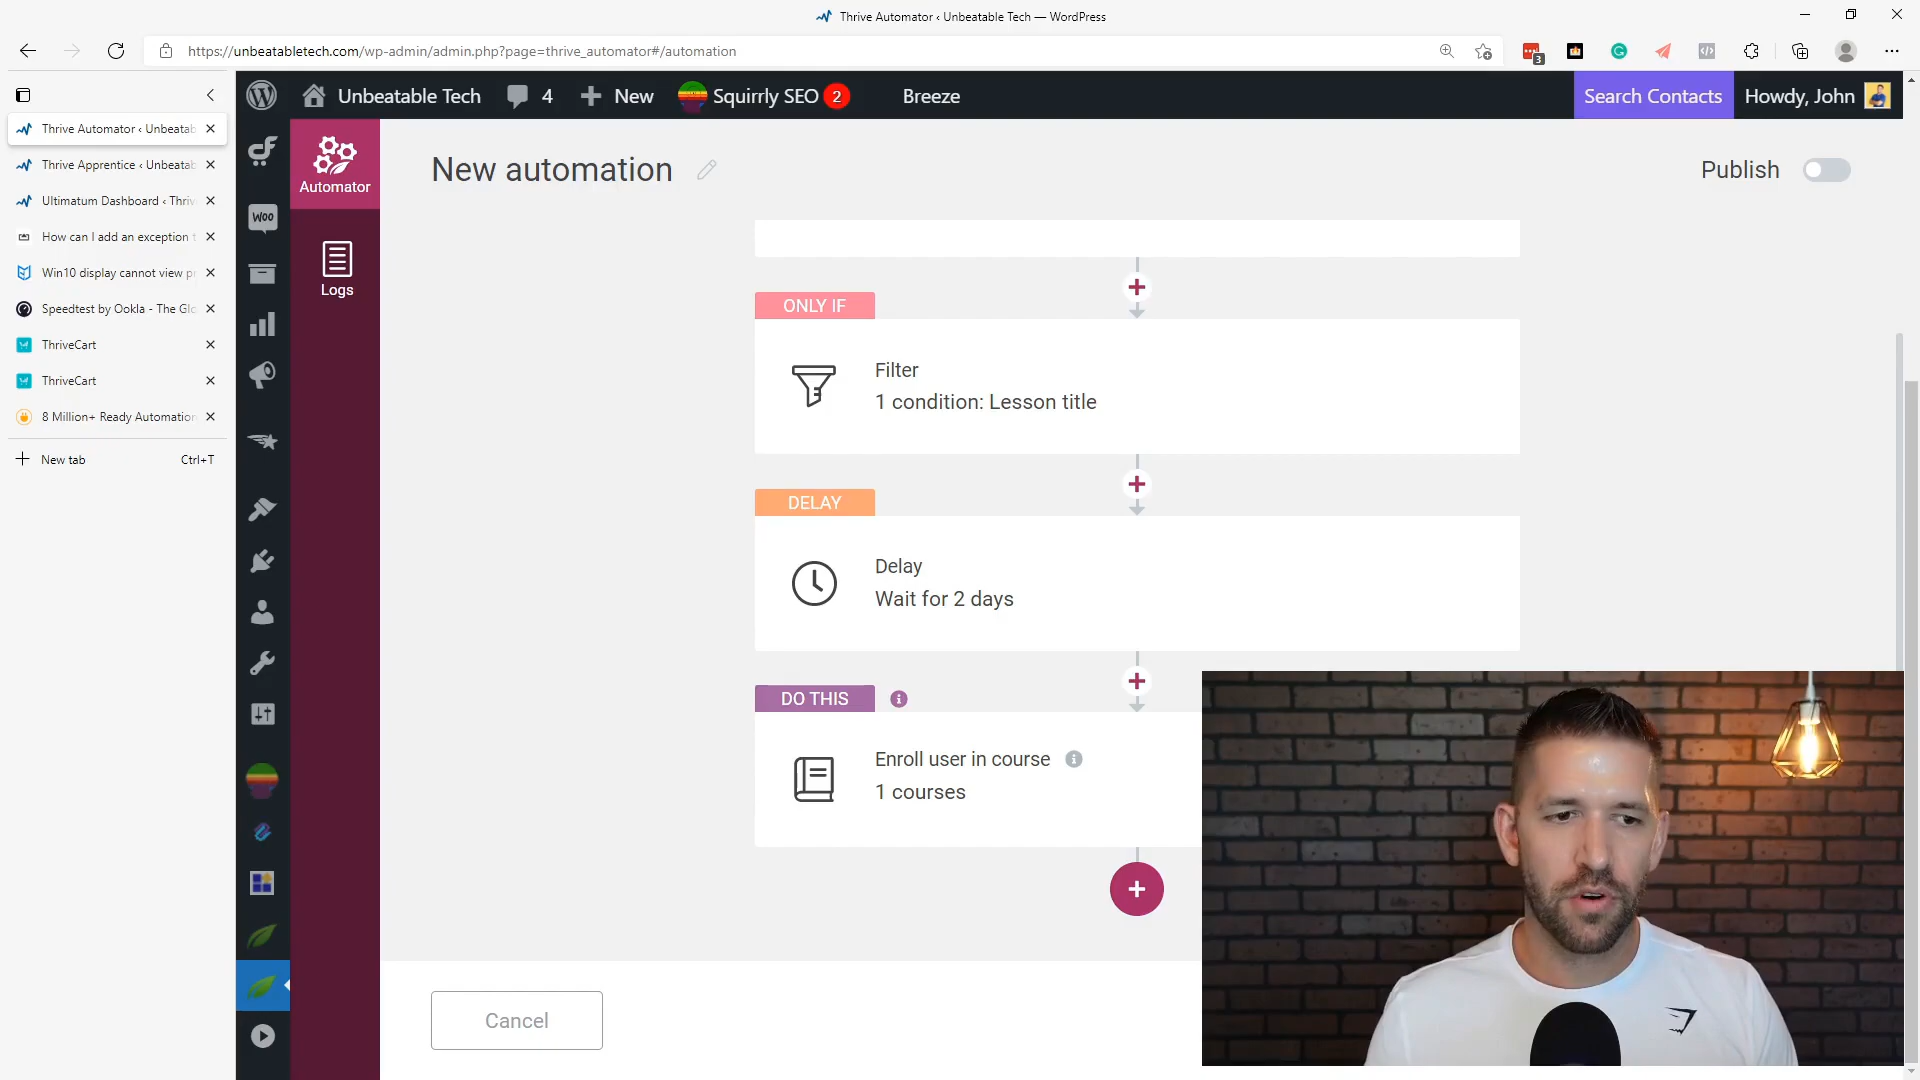 Thrive Automator ‹ Unbeatable Tech — WordPress
https://unbeatabletech.com/wp-admin/admin.php?page=thrive_automator#/automation
3
Thrive Automator ‹ Unbeatab
Thrive Apprentice ‹ Unbeatab
Ultimatum Dashboard ‹ Thriv
How can I add an exception t
Win10 display cannot view pr
Speedtest by Ookla - The Glo
ThriveCart
ThriveCart
8 Million+ Ready Automation
New tab Ctrl+T
Unbeatable Tech 4 New Squirrly SEO 2 Breeze Search Contacts Howdy, John
Woo
Automator
Logs
New automation
Publish
ONLY IF
Filter
1 condition: Lesson title
DELAY
Delay
Wait for 2 days
DO THIS
Enroll user in course
1 courses
Cancel